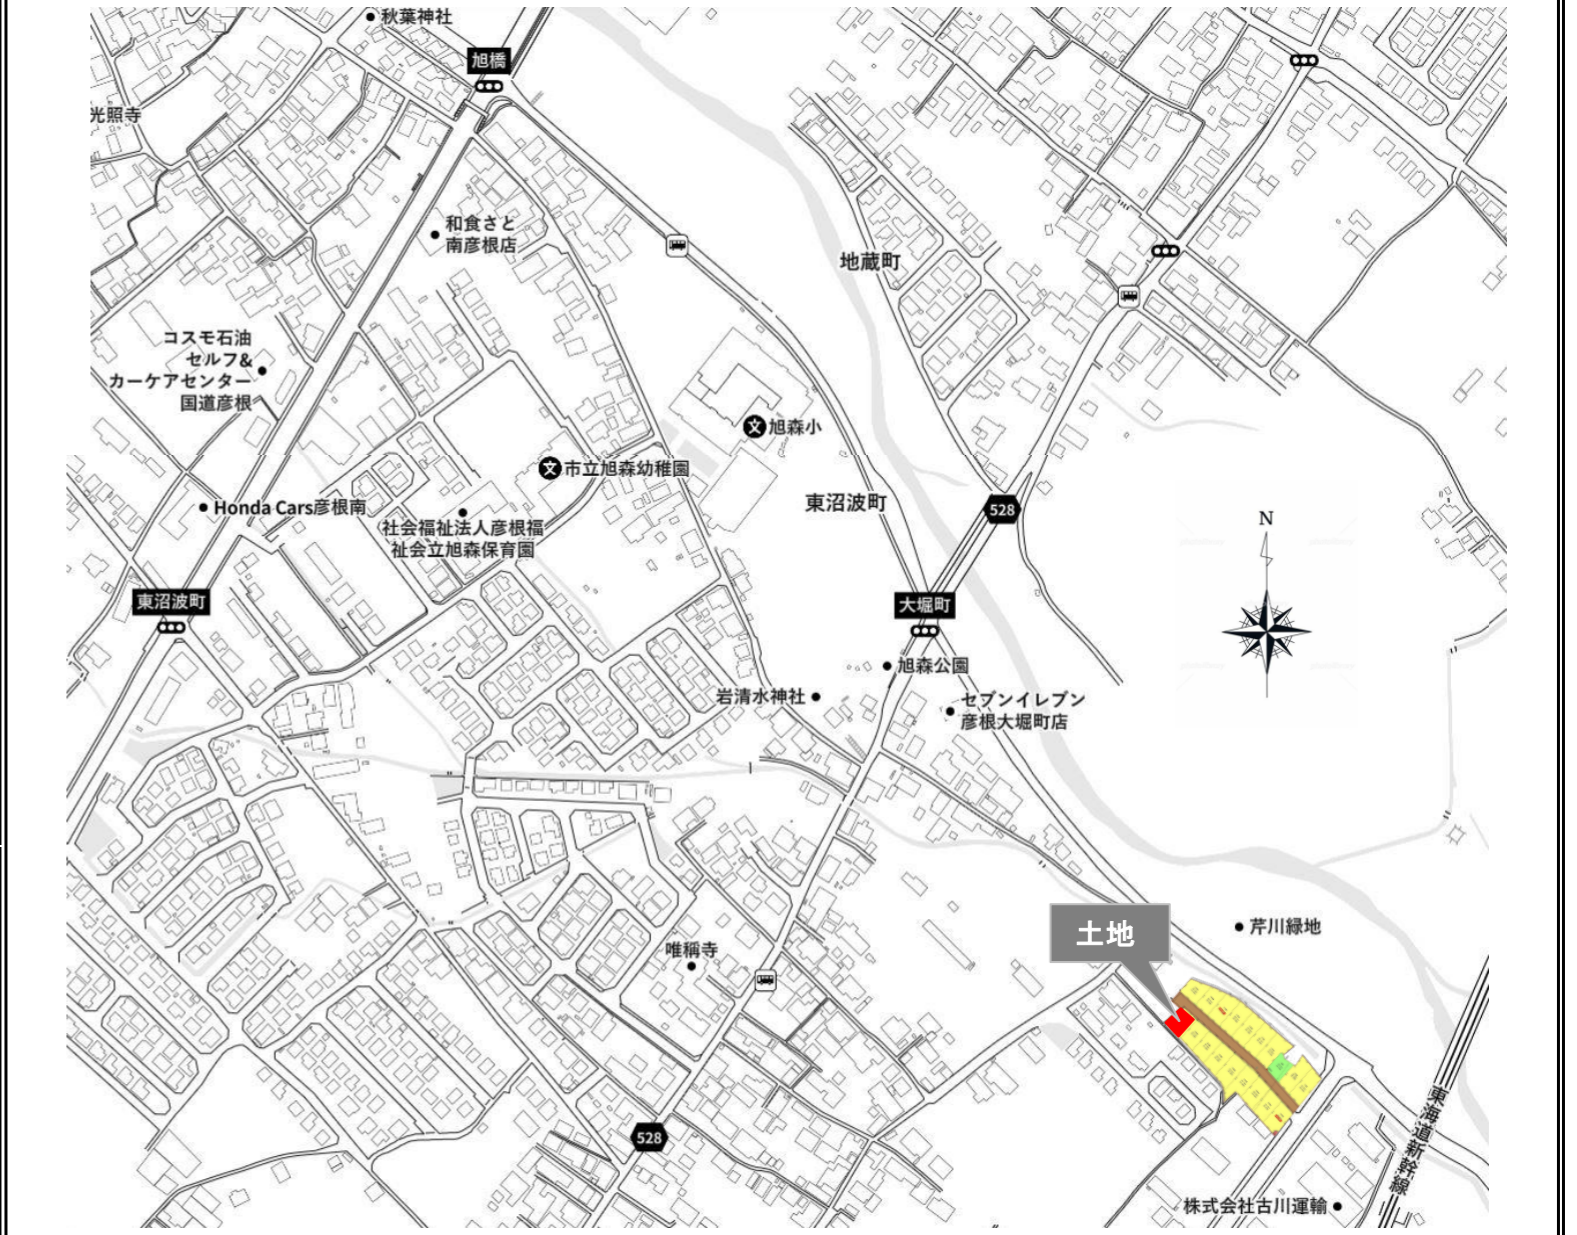 秋葉神社
旭橋
光照寺
和食さと
南彦根店
地蔵町
コスモ石油
セルフ&
カーケアセンター
国道彦根
旭森小
市立旭森幼稚園
東沼波町
Honda Cars彦根南
528
社会福祉法人彦根福
祉会立旭森保育園
N
東沼波町
大堀町
旭森公園
岩清水神社
セブンイレブン
彦根大堀町店
土地
芹川緑地
唯稱寺
528
東海道新幹線
株式会社古川運輸